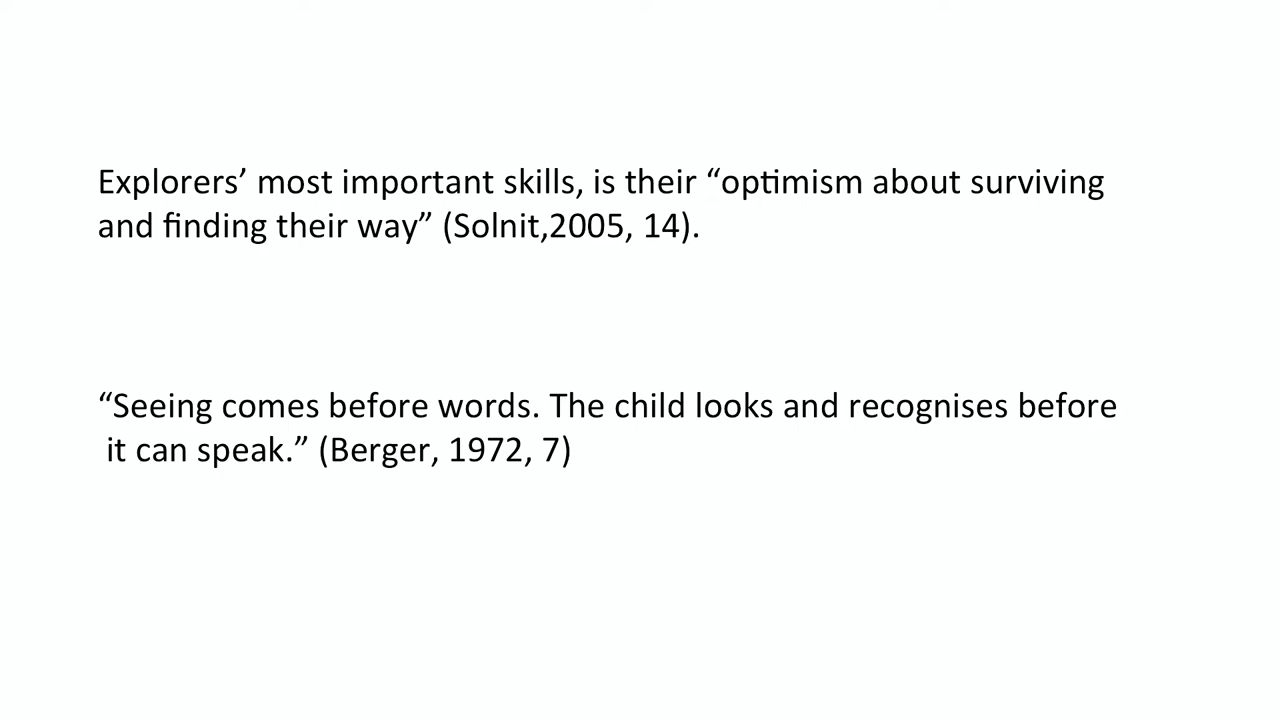 Explorers’ most important skills, is their “optimism about surviving
and finding their way” (Solnit,2005, 14).
“Seeing comes before words. The child looks and recognises before
it can speak.” (Berger, 1972, 7)